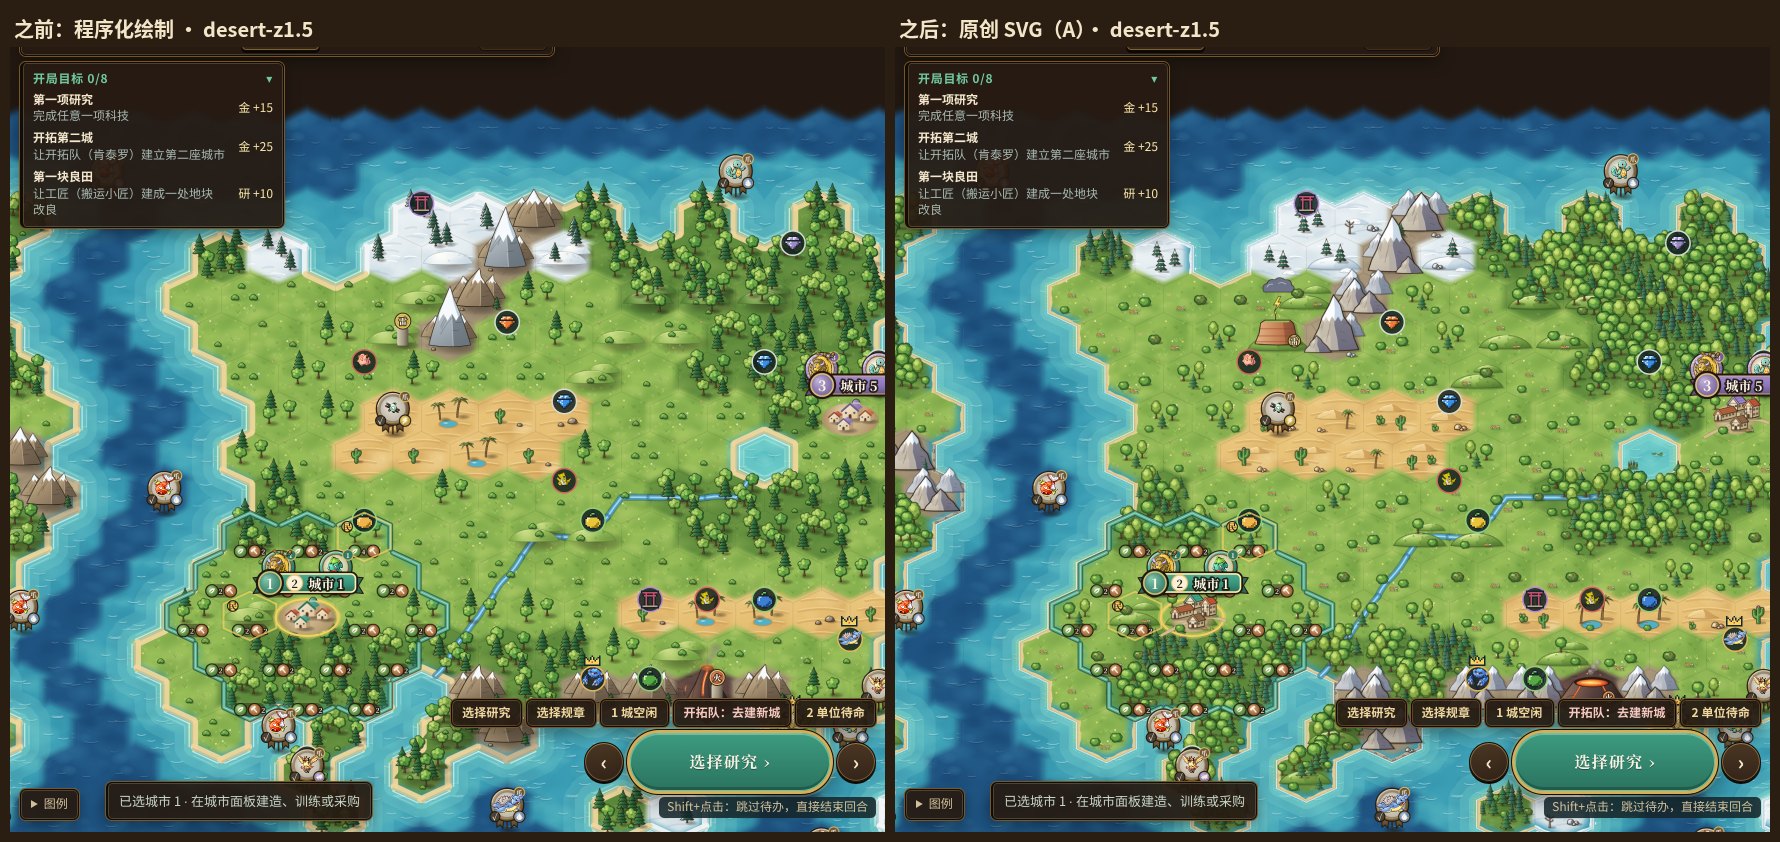 之前：程序化绘制 · desert-z1.5
开局目标 0/8 ▼
第一项研究
完成任意一项科技
金 +15
开拓第二城
让开拓队（肯泰罗）建立第二座城市
金 +25
第一块良田
让工匠（搬运小匠）建成一处地块
改良
研 +10
雷
3 城市 5
民
1 2 城市 1
民
火
选择研究
选择规章
1 城空闲
开拓队：去建新城
2 单位待命
‹
选择研究 ›
›
▶ 图例
已选城市 1 · 在城市面板建造、训练或采购
Shift+点击：跳过待办，直接结束回合
之后：原创 SVG（A）· desert-z1.5
开局目标 0/8 ▼
第一项研究
完成任意一项科技
金 +15
开拓第二城
让开拓队（肯泰罗）建立第二座城市
金 +25
第一块良田
让工匠（搬运小匠）建成一处地块
改良
研 +10
雷
3 城市 5
民
1 2 城市 1
民
选择研究
选择规章
1 城空闲
开拓队：去建新城
2 单位待命
‹
选择研究 ›
›
▶ 图例
已选城市 1 · 在城市面板建造、训练或采购
Shift+点击：跳过待办，直接结束回合